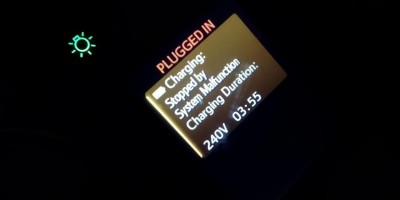 PLUGGED IN
Charging:
Stopped by
System Malfunction
Charging Duration:
240V 03:55